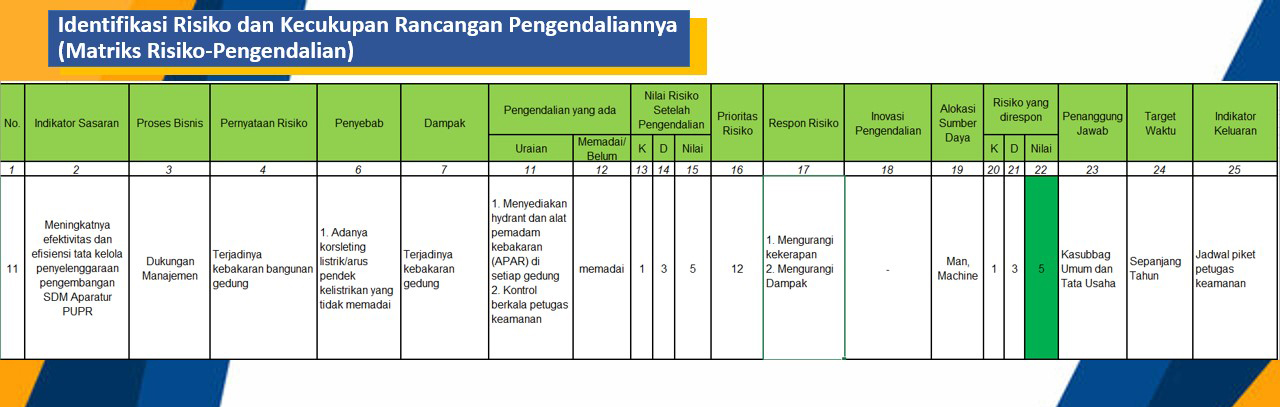 Identifikasi Risiko dan Kecukupan Rancangan Pengendaliannya
(Matriks Risiko-Pengendalian)
No.
Indikator Sasaran
Proses Bisnis
Pernyataan Risiko
Penyebab
Dampak
Pengendalian yang ada
Uraian
Memadai/
Belum
Nilai Risiko
Setelah
Pengendalian
K
D
Nilai
Prioritas
Risiko
Respon Risiko
Inovasi
Pengendalian
Alokasi
Sumber
Daya
Risiko yang
direspon
K
D
Nilai
Penanggung
Jawab
Target
Waktu
Indikator
Keluaran
1
2
3
4
6
7
11
12
13
14
15
16
17
18
19
20
21
22
23
24
25
11
Meningkatnya
efektivitas dan
efisiensi tata kelola
penyelenggaraan
pengembangan
SDM Aparatur
PUPR
Dukungan
Manajemen
Terjadinya
kebakaran bangunan
gedung
1. Adanya
korsleting
listrik/arus
pendek
kelistrikan yang
tidak memadai
Terjadinya
kebakaran
gedung
1. Menyediakan
hydrant dan alat
pemadam
kebakaran
(APAR) di
setiap gedung
2. Kontrol
berkala petugas
keamanan
memadai
1
3
5
12
1. Mengurangi
kekerapan
2. Mengurangi
Dampak
-
Man,
Machine
1
3
5
Kasubbag
Umum dan
Tata Usaha
Sepanjang
Tahun
Jadwal piket
petugas
keamanan